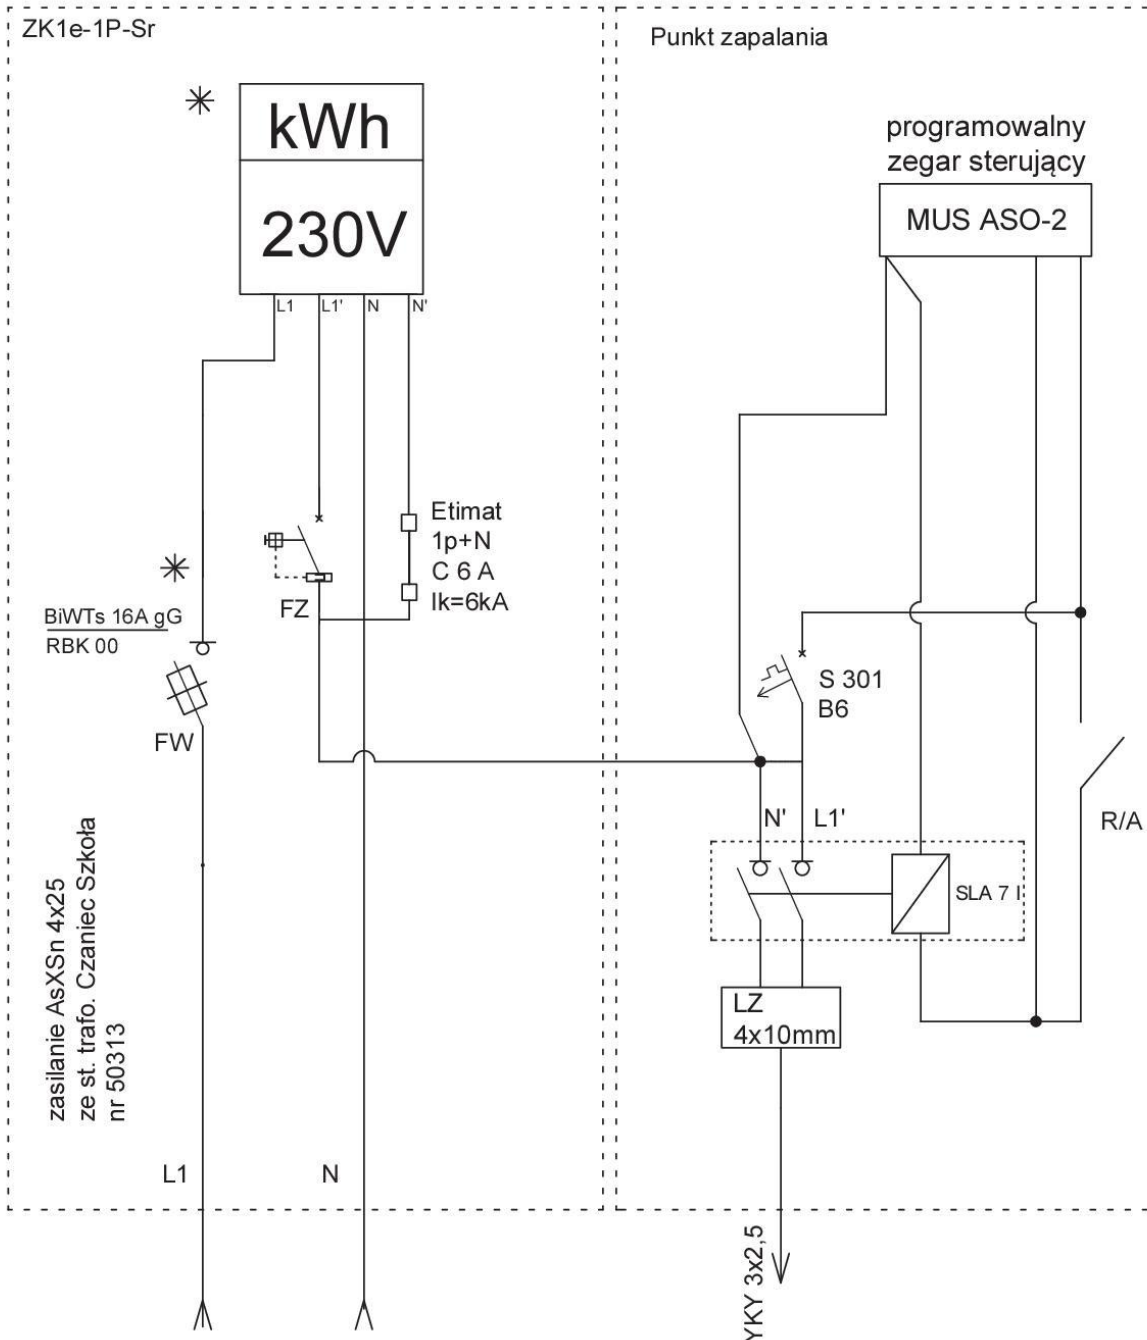 ZK1e-1P-Sr
kWh
230V
L1
L1'
N
N'
Etimat
1p+N
C 6 A
Ik=6kA
FZ
BiWTs 16A gG
RBK 00
FW
zasilanie AsXSn 4x25
ze st. trafo. Czaniec Szkoła
nr 50313
L1
N
Punkt zapalania
programowalny
zegar sterujący
MUS ASO-2
S 301
B6
N'
L1'
R/A
SLA 7 I
LZ
4x10mm
YKY 3x2,5